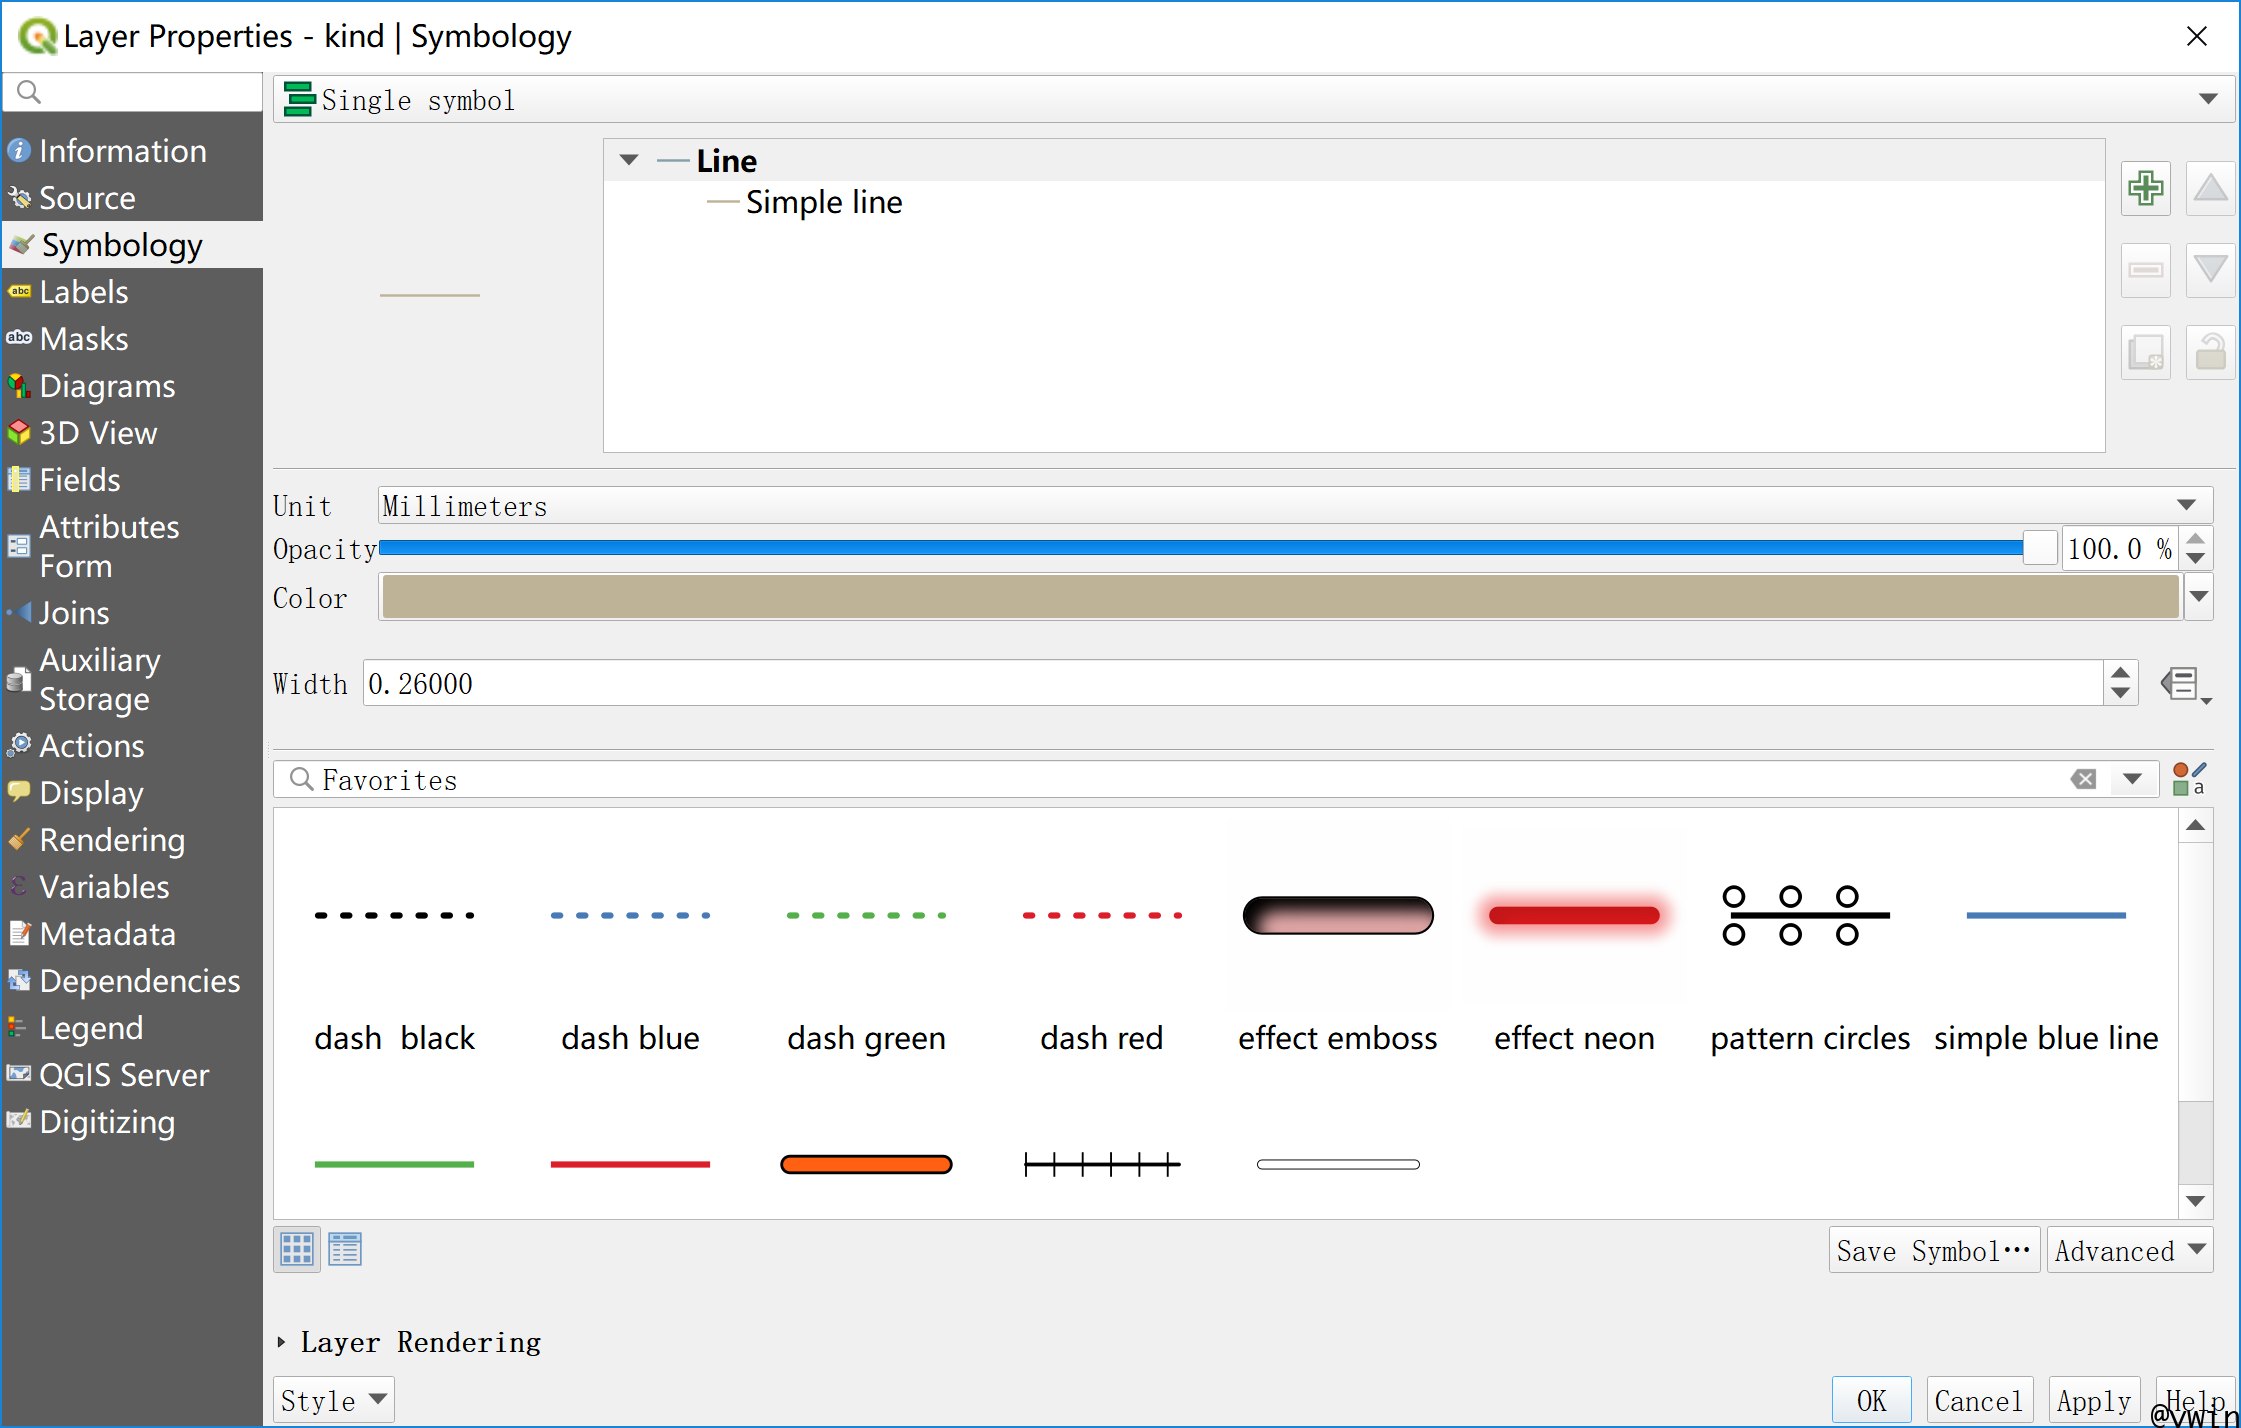 Layer Properties - kind | Symbology
Single symbol
Information
Source
Symbology
Labels
Masks
Diagrams
3D View
Fields
Attributes
Form
Joins
Auxiliary
Storage
Actions
Display
Rendering
Variables
Metadata
Dependencies
Legend
QGIS Server
Digitizing
Line
Simple line
Unit Millimeters
Opacity 100.0 %
Color
Width 0.26000
Favorites
dash  black dash blue dash green dash red effect emboss effect neon pattern circles simple blue line
Save Symbol… Advanced
Layer Rendering
Style OK Cancel Apply Help
@vwin